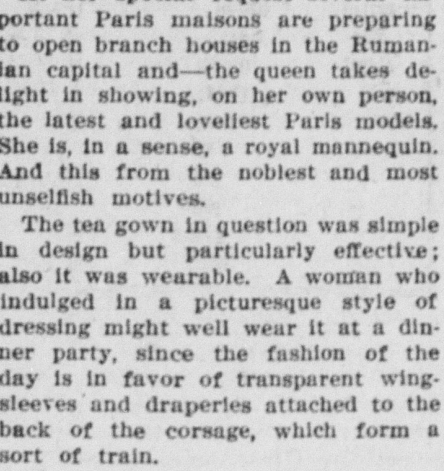 portant Paris maisons are preparing
to open branch houses in the Ruman-
ian capital and—the queen takes de-
light in showing, on her own person,
the latest and loveliest Paris models.
She is, in a sense, a royal mannequin.
And this from the noblest and most
unselfish motives.
The tea gown in question was simple
in design but particularly effective;
also it was wearable. A woman who
indulged in a picturesque style of
dressing might well wear it at a din-
ner party, since the fashion of the
day is in favor of transparent wing-
sleeves and draperies attached to the
back of the corsage, which form a
sort of train.